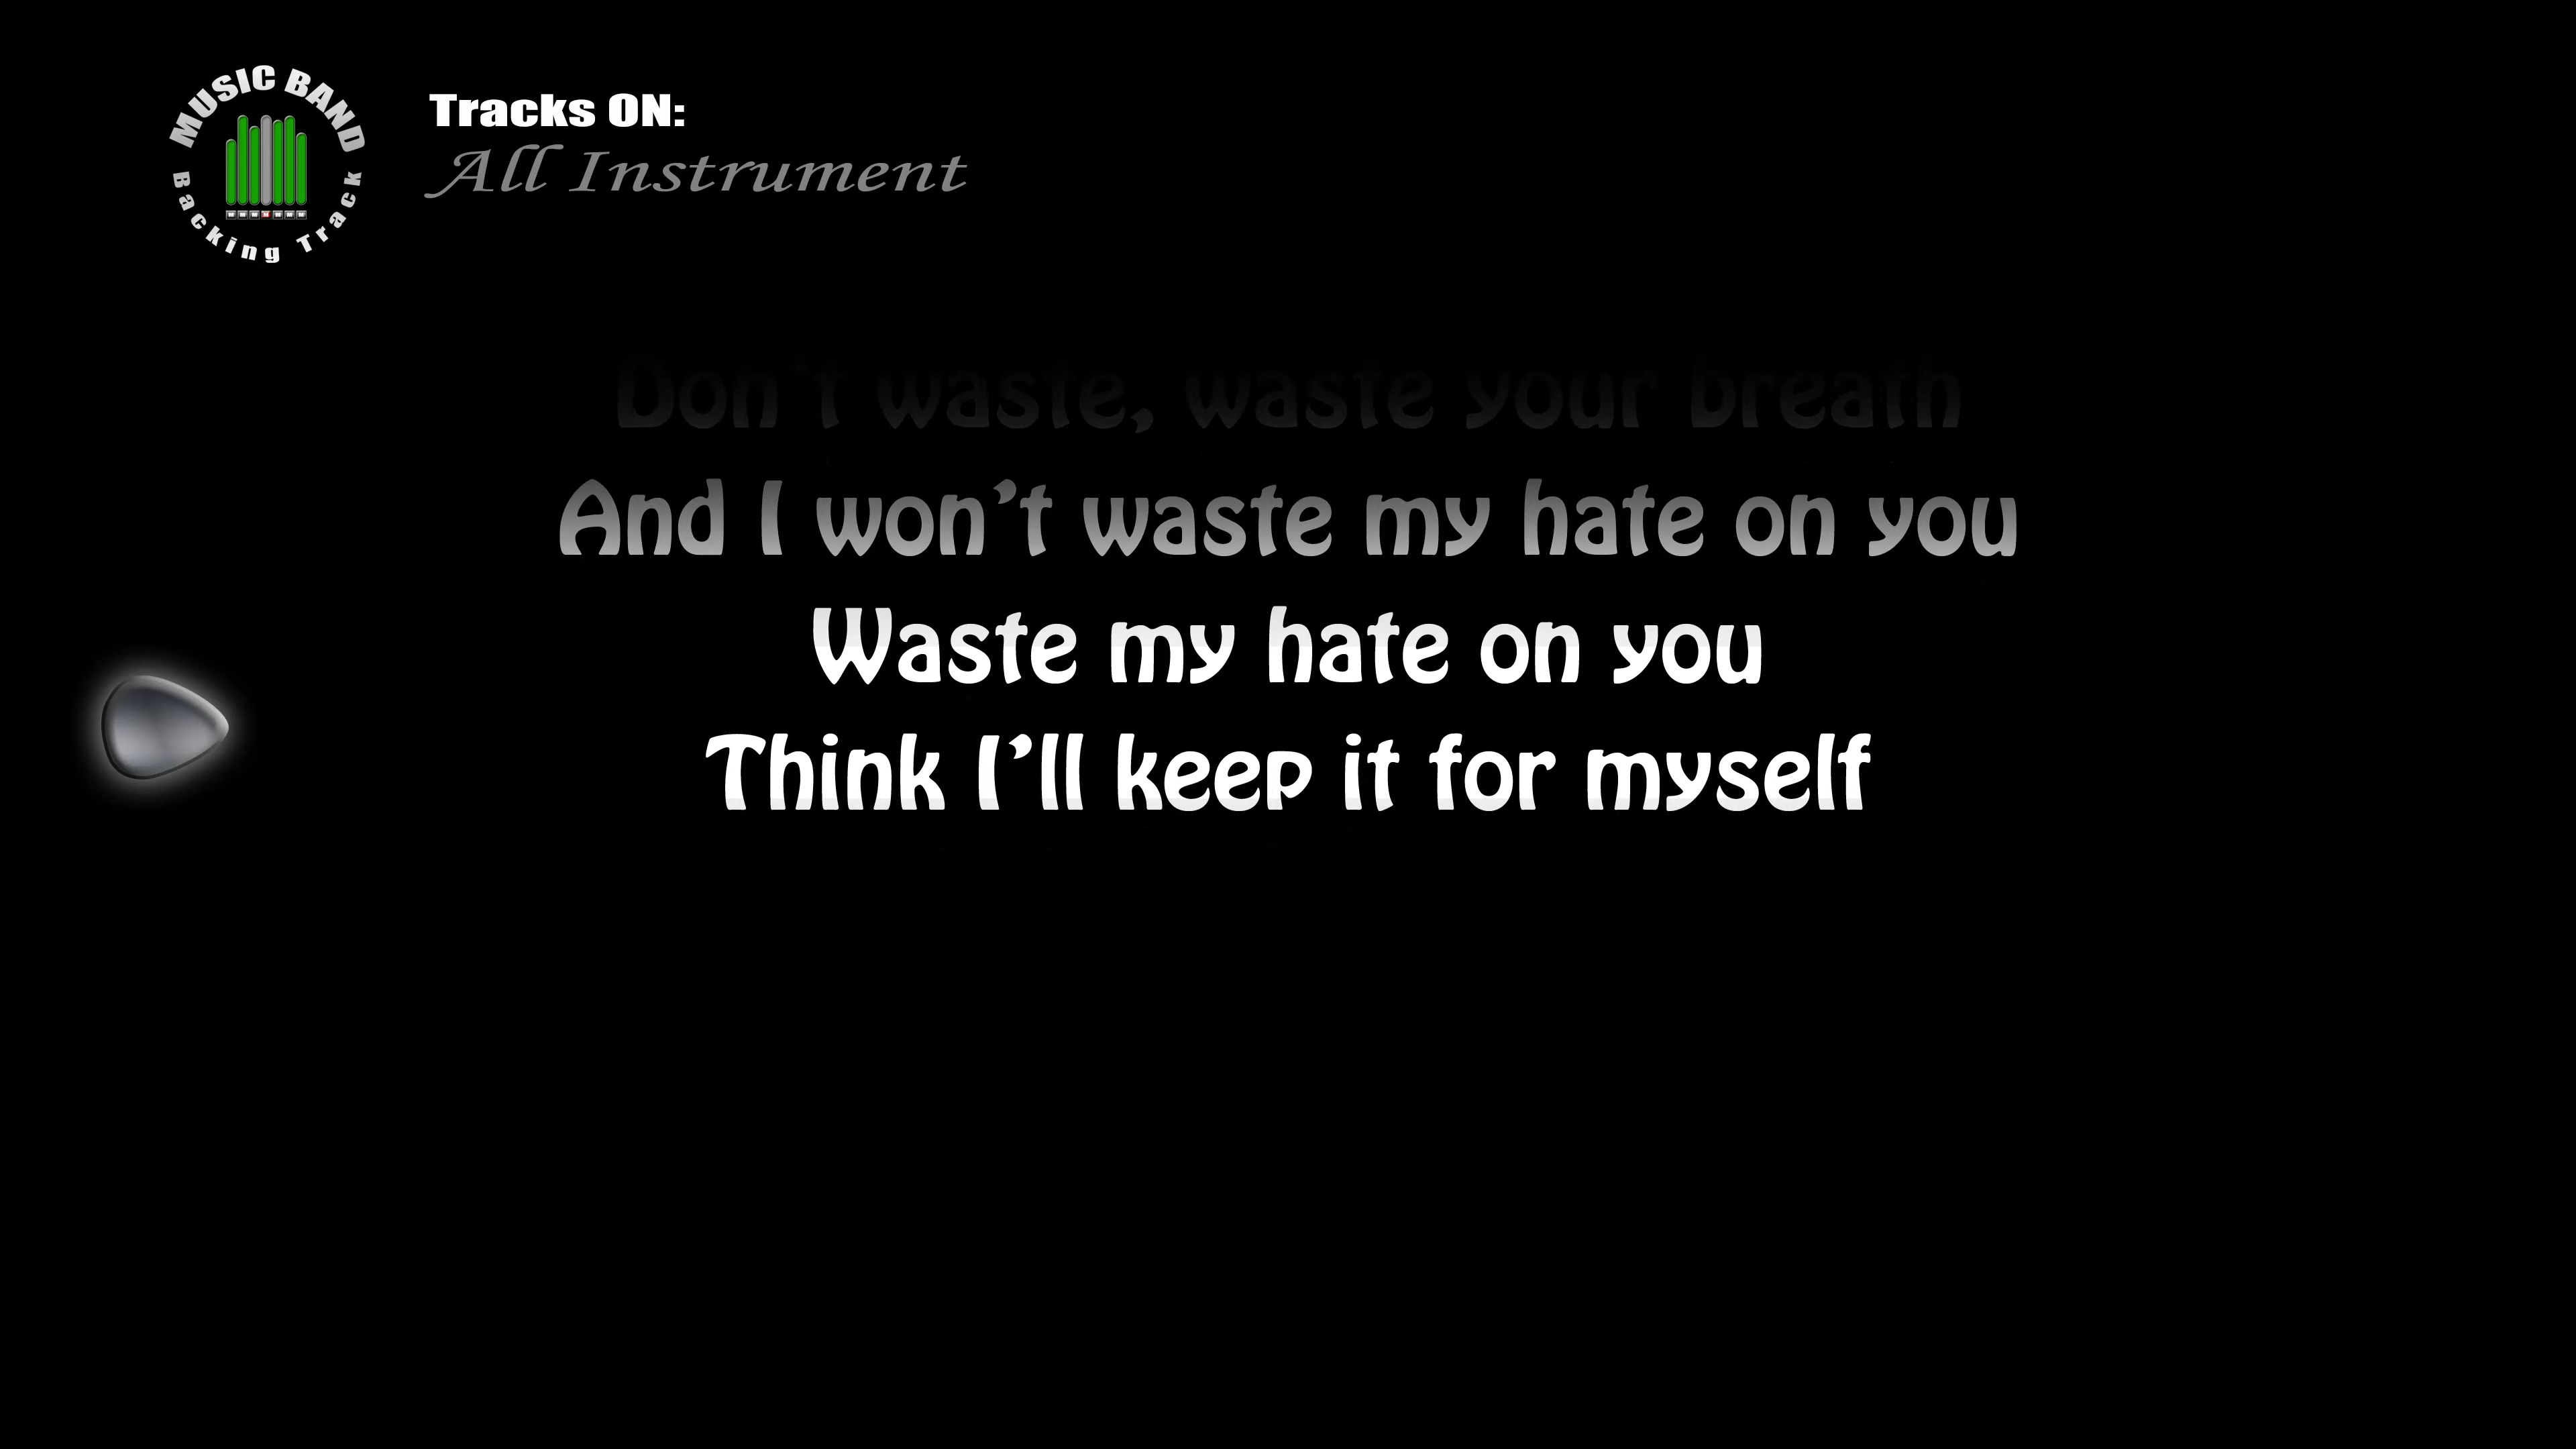 MUSIC BAND
Backing Track
Tracks ON:
All Instrument
Don't waste, waste your breath
And I won't waste my hate on you
Waste my hate on you
Think I'll keep it for myself